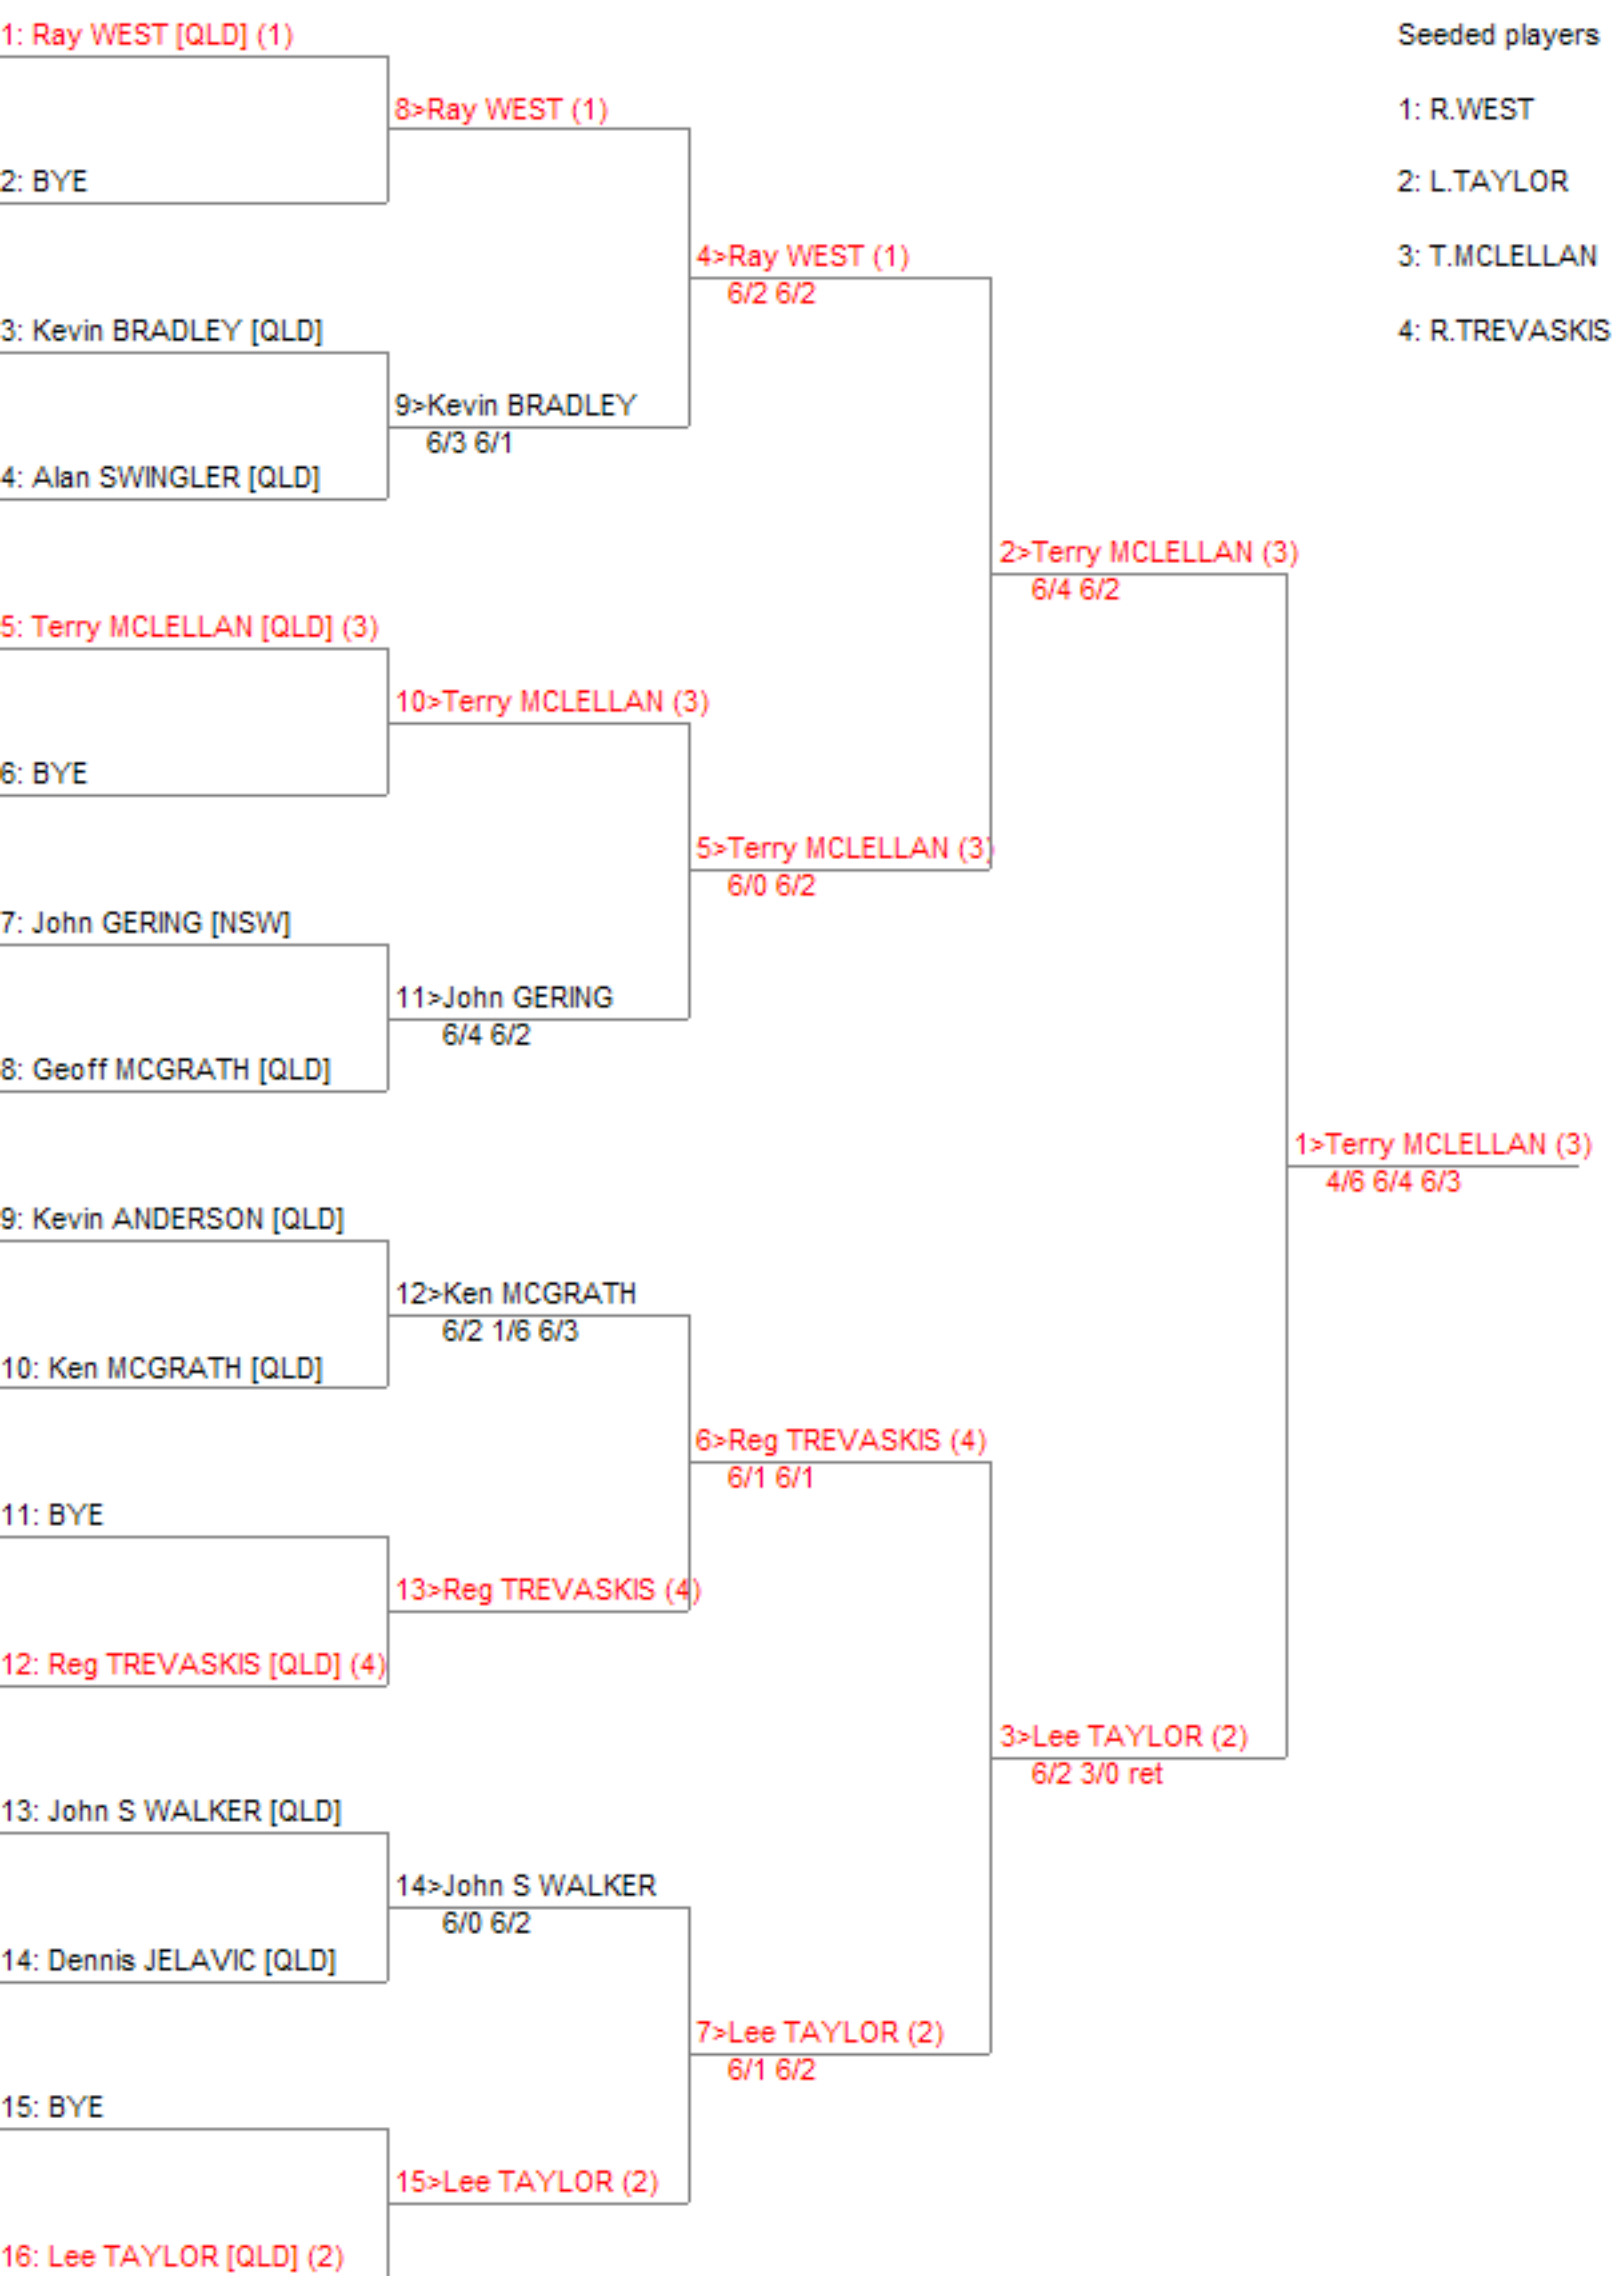 1: Ray WEST [QLD] (1)
Seeded players
8>Ray WEST (1)
1: R.WEST
2: BYE
2: L.TAYLOR
4>Ray WEST (1)
3: T.MCLELLAN
6/2 6/2
3: Kevin BRADLEY [QLD]
4: R.TREVASKIS
9>Kevin BRADLEY
6/3 6/1
4: Alan SWINGLER [QLD]
2>Terry MCLELLAN (3)
6/4 6/2
5: Terry MCLELLAN [QLD] (3)
10>Terry MCLELLAN (3)
6: BYE
5>Terry MCLELLAN (3)
6/0 6/2
7: John GERING [NSW]
11>John GERING
6/4 6/2
8: Geoff MCGRATH [QLD]
1>Terry MCLELLAN (3)
4/6 6/4 6/3
9: Kevin ANDERSON [QLD]
12>Ken MCGRATH
6/2 1/6 6/3
10: Ken MCGRATH [QLD]
6>Reg TREVASKIS (4)
6/1 6/1
11: BYE
13>Reg TREVASKIS (4)
12: Reg TREVASKIS [QLD] (4)
3>Lee TAYLOR (2)
6/2 3/0 ret
13: John S WALKER [QLD]
14>John S WALKER
6/0 6/2
14: Dennis JELAVIC [QLD]
7>Lee TAYLOR (2)
6/1 6/2
15: BYE
15>Lee TAYLOR (2)
16: Lee TAYLOR [QLD] (2)